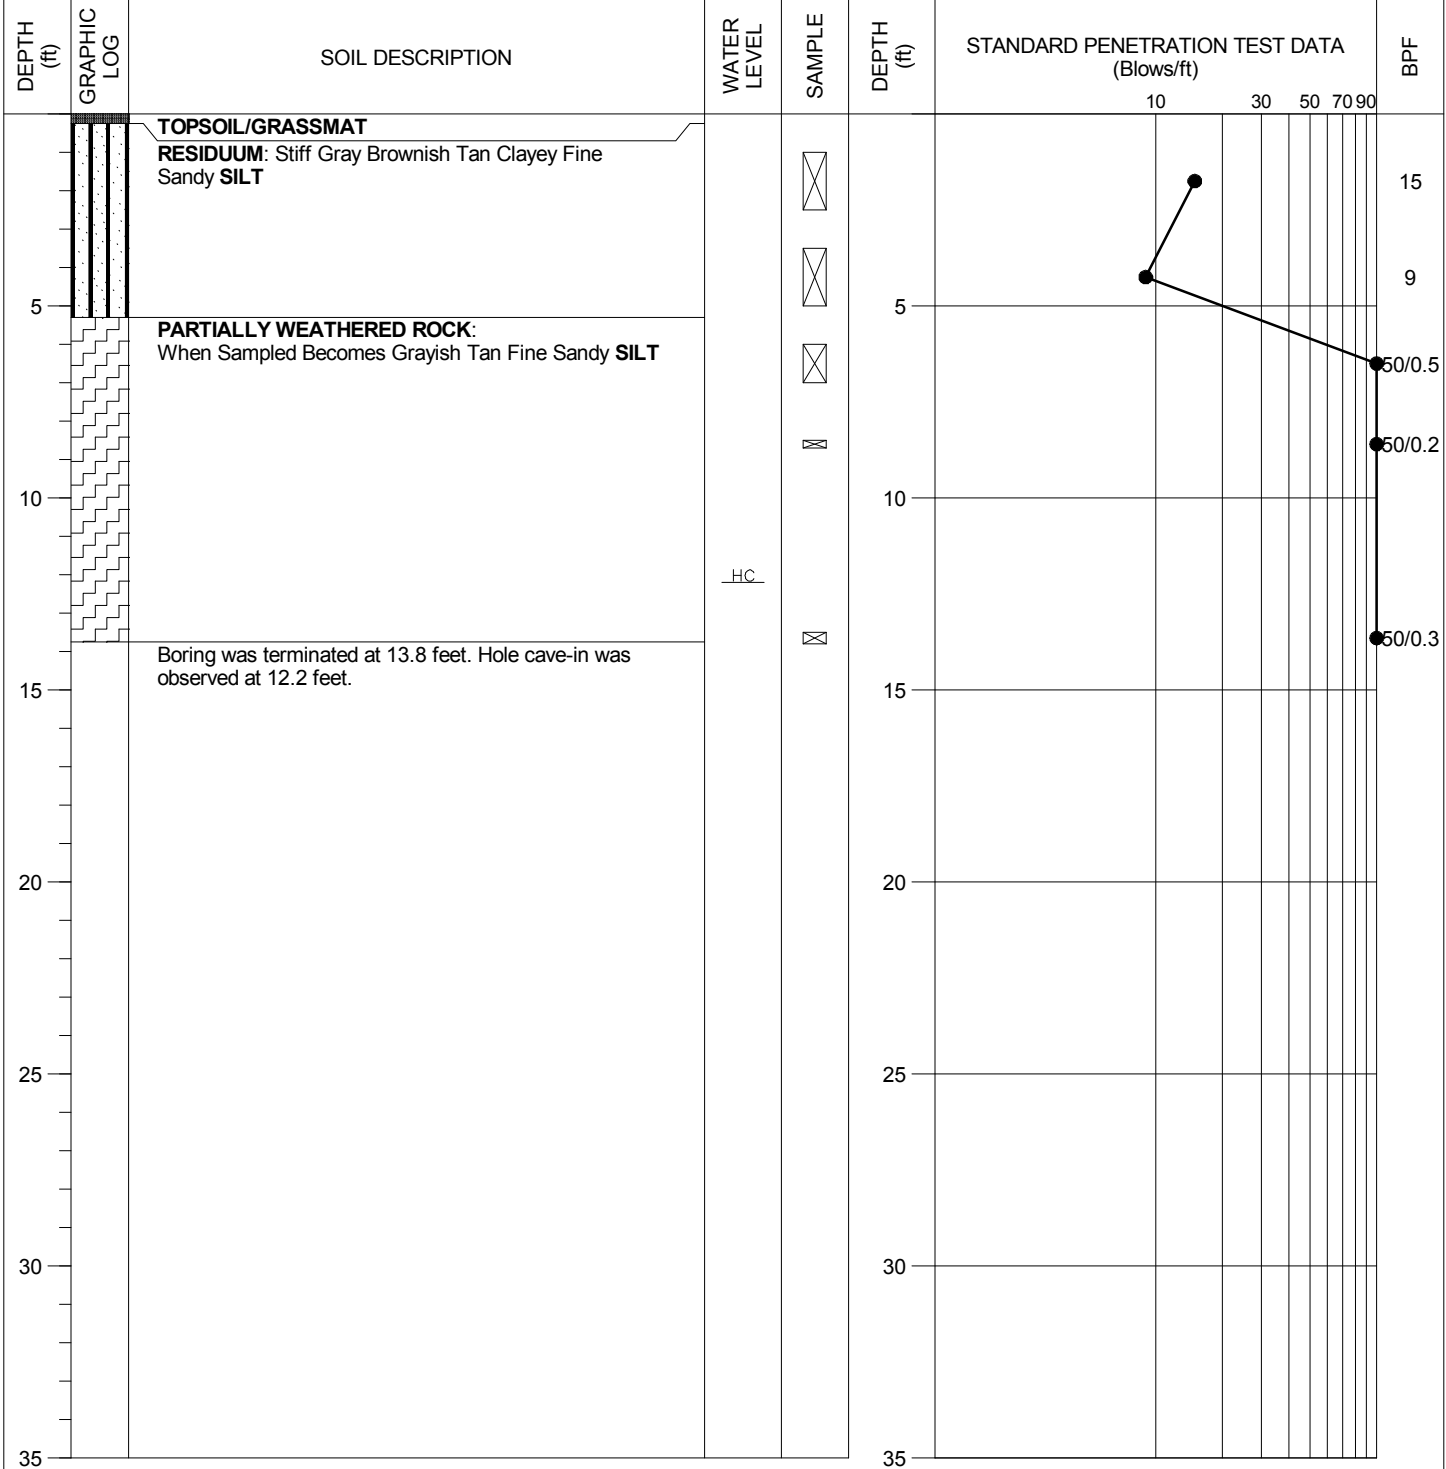 DEPTH
(ft)
GRAPHIC
LOG
SOIL DESCRIPTION
WATER
LEVEL
SAMPLE
DEPTH
(ft)
STANDARD PENETRATION TEST DATA
(Blows/ft)
BPF
10 30 50 70 90
TOPSOIL/GRASSMAT
RESIDUUM: Stiff Gray Brownish Tan Clayey Fine
Sandy SILT
15
9
5
5
PARTIALLY WEATHERED ROCK:
When Sampled Becomes Grayish Tan Fine Sandy SILT
50/0.5
50/0.2
10
10
HC
50/0.3
Boring was terminated at 13.8 feet. Hole cave-in was
observed at 12.2 feet.
15
15
20
20
25
25
30
30
35
35